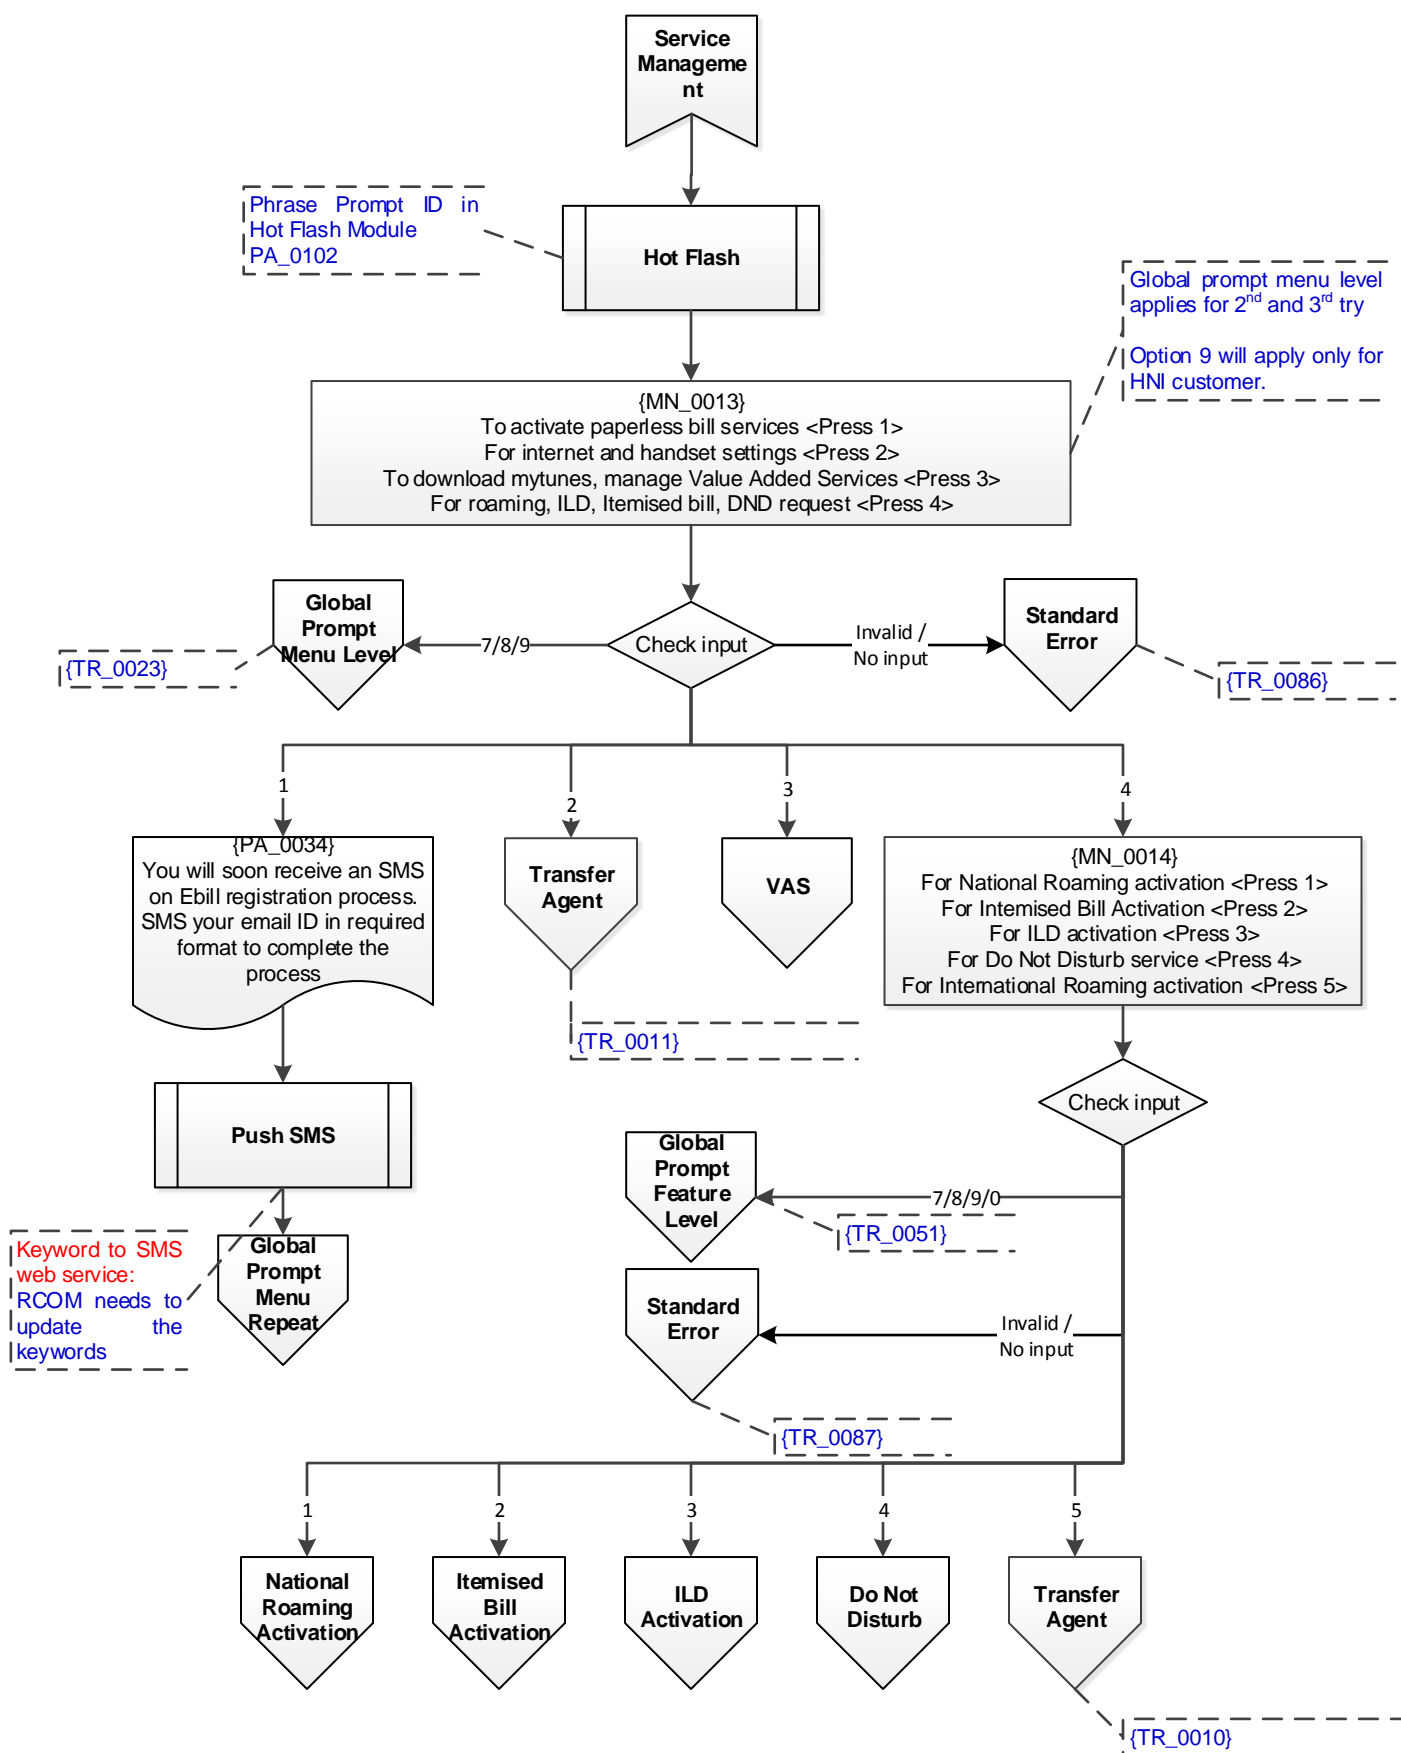 Service
Manageme
nt
Phrase Prompt ID in
Hot Flash Module
PA_0102
Hot Flash
Global prompt menu level
applies for 2nd and 3rd try
Option 9 will apply only for
HNI customer.
{MN_0013}
To activate paperless bill services <Press 1>
For internet and handset settings <Press 2>
To download mytunes, manage Value Added Services <Press 3>
For roaming, ILD, Itemised bill, DND request <Press 4>
Global
Prompt
Menu Level
{TR_0023}
7/8/9
Check input
Invalid /
No input
Standard
Error
{TR_0086}
1
2
3
4
{PA_0034}
You will soon receive an SMS
on Ebill registration process.
SMS your email ID in required
format to complete the
process
Transfer
Agent
{TR_0011}
VAS
{MN_0014}
For National Roaming activation <Press 1>
For Intemised Bill Activation <Press 2>
For ILD activation <Press 3>
For Do Not Disturb service <Press 4>
For International Roaming activation <Press 5>
Check input
Push SMS
Keyword to SMS
web service:
RCOM needs to
update the
keywords
Global
Prompt
Menu
Repeat
Global
Prompt
Feature
Level
7/8/9/0
{TR_0051}
Standard
Error
Invalid /
No input
{TR_0087}
1
2
3
4
5
National
Roaming
Activation
Itemised
Bill
Activation
ILD
Activation
Do Not
Disturb
Transfer
Agent
{TR_0010}